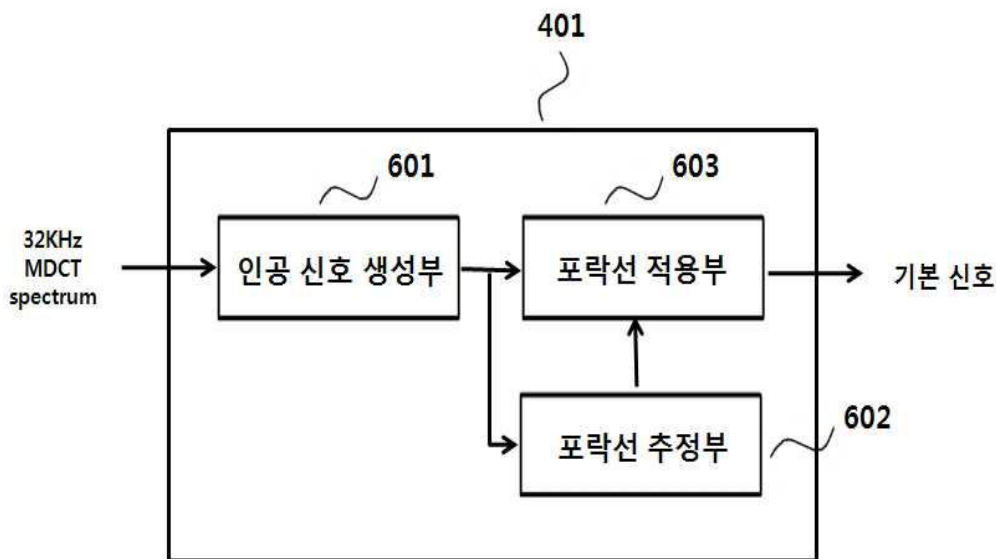 401
601
603
32KHz
MDCT
spectrum
인공 신호 생성부
포락선 적용부
기본 신호
602
포락선 추정부